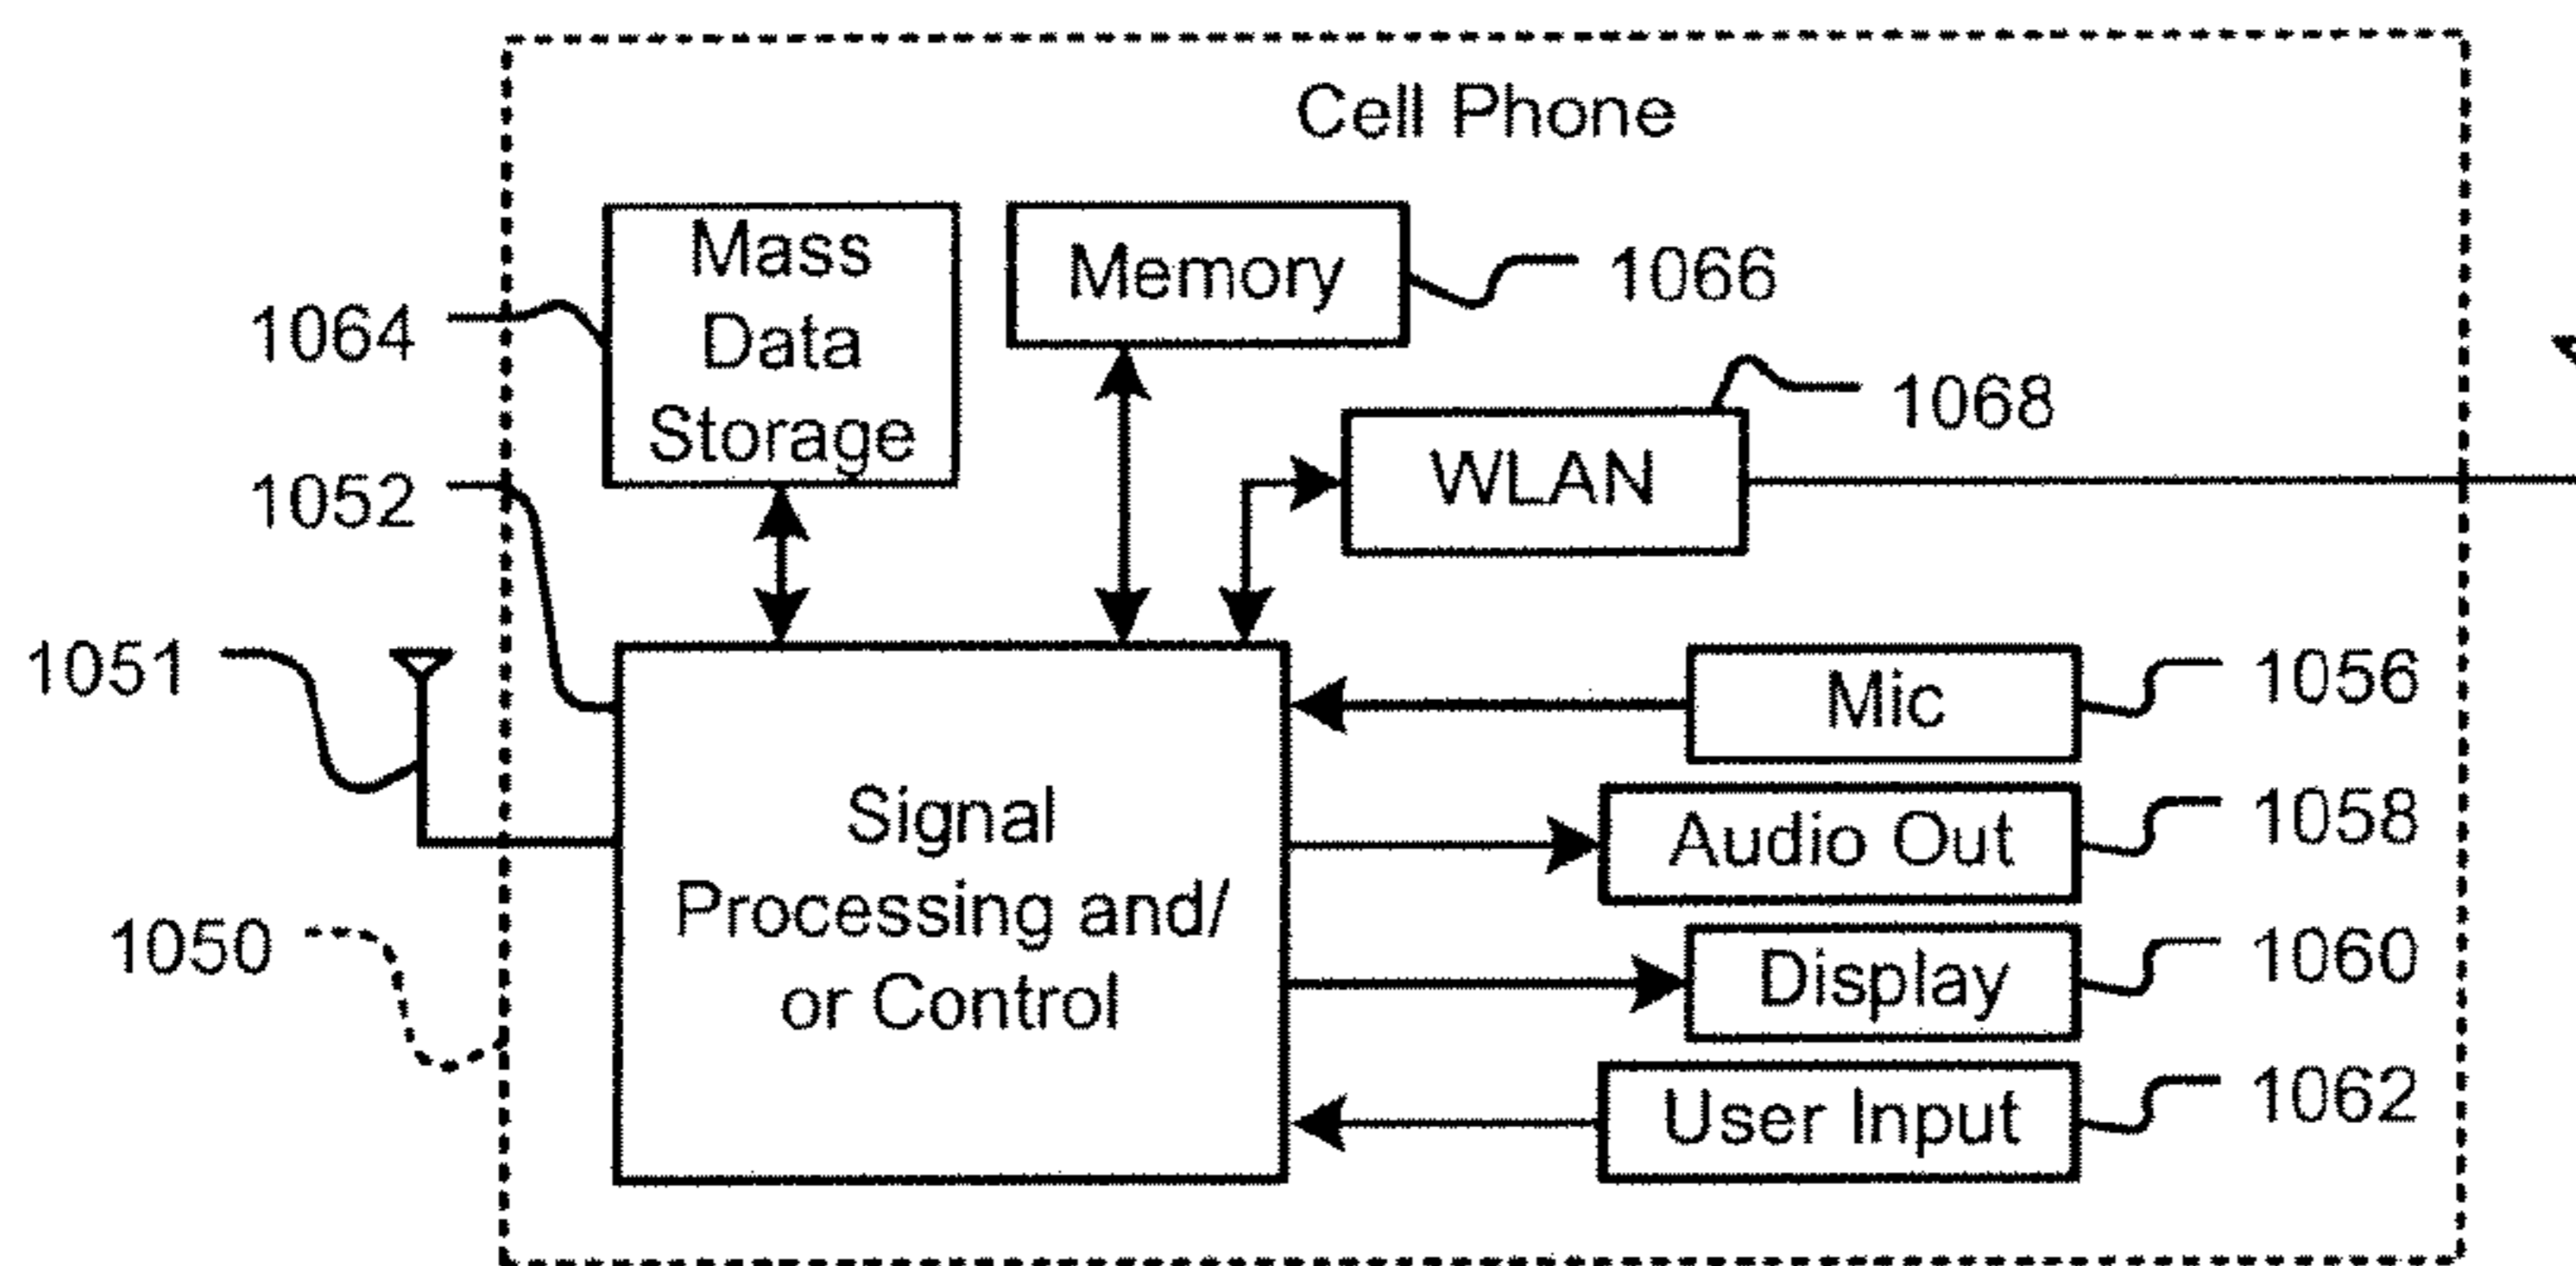 Cell Phone
Mass
Data
Storage
Memory
1066
1064
WLAN
1068
1052
1051
Mic
1056
Signal
Processing and/
or Control
Audio Out
1058
1050
Display
1060
User Input
1062